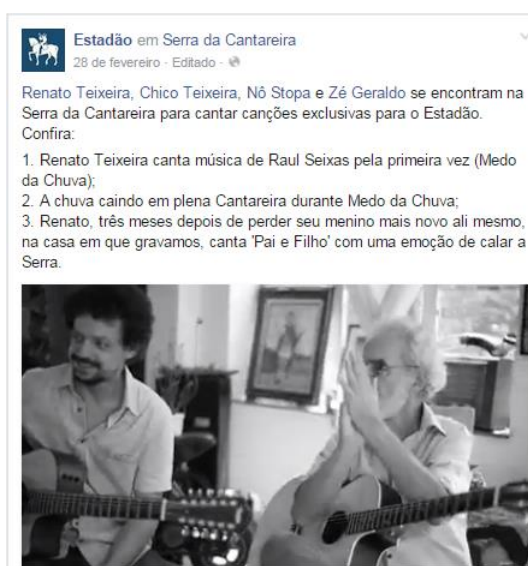 Estadão em Serra da Cantareira
28 de fevereiro · Editado ·
Renato Teixeira, Chico Teixeira, Nô Stopa e Zé Geraldo se encontram na
Serra da Cantareira para cantar canções exclusivas para o Estadão.
Confira:
1. Renato Teixeira canta música de Raul Seixas pela primeira vez (Medo
da Chuva);
2. A chuva caindo em plena Cantareira durante Medo da Chuva;
3. Renato, três meses depois de perder seu menino mais novo ali mesmo,
na casa em que gravamos, canta 'Pai e Filho' com uma emoção de calar a
Serra.